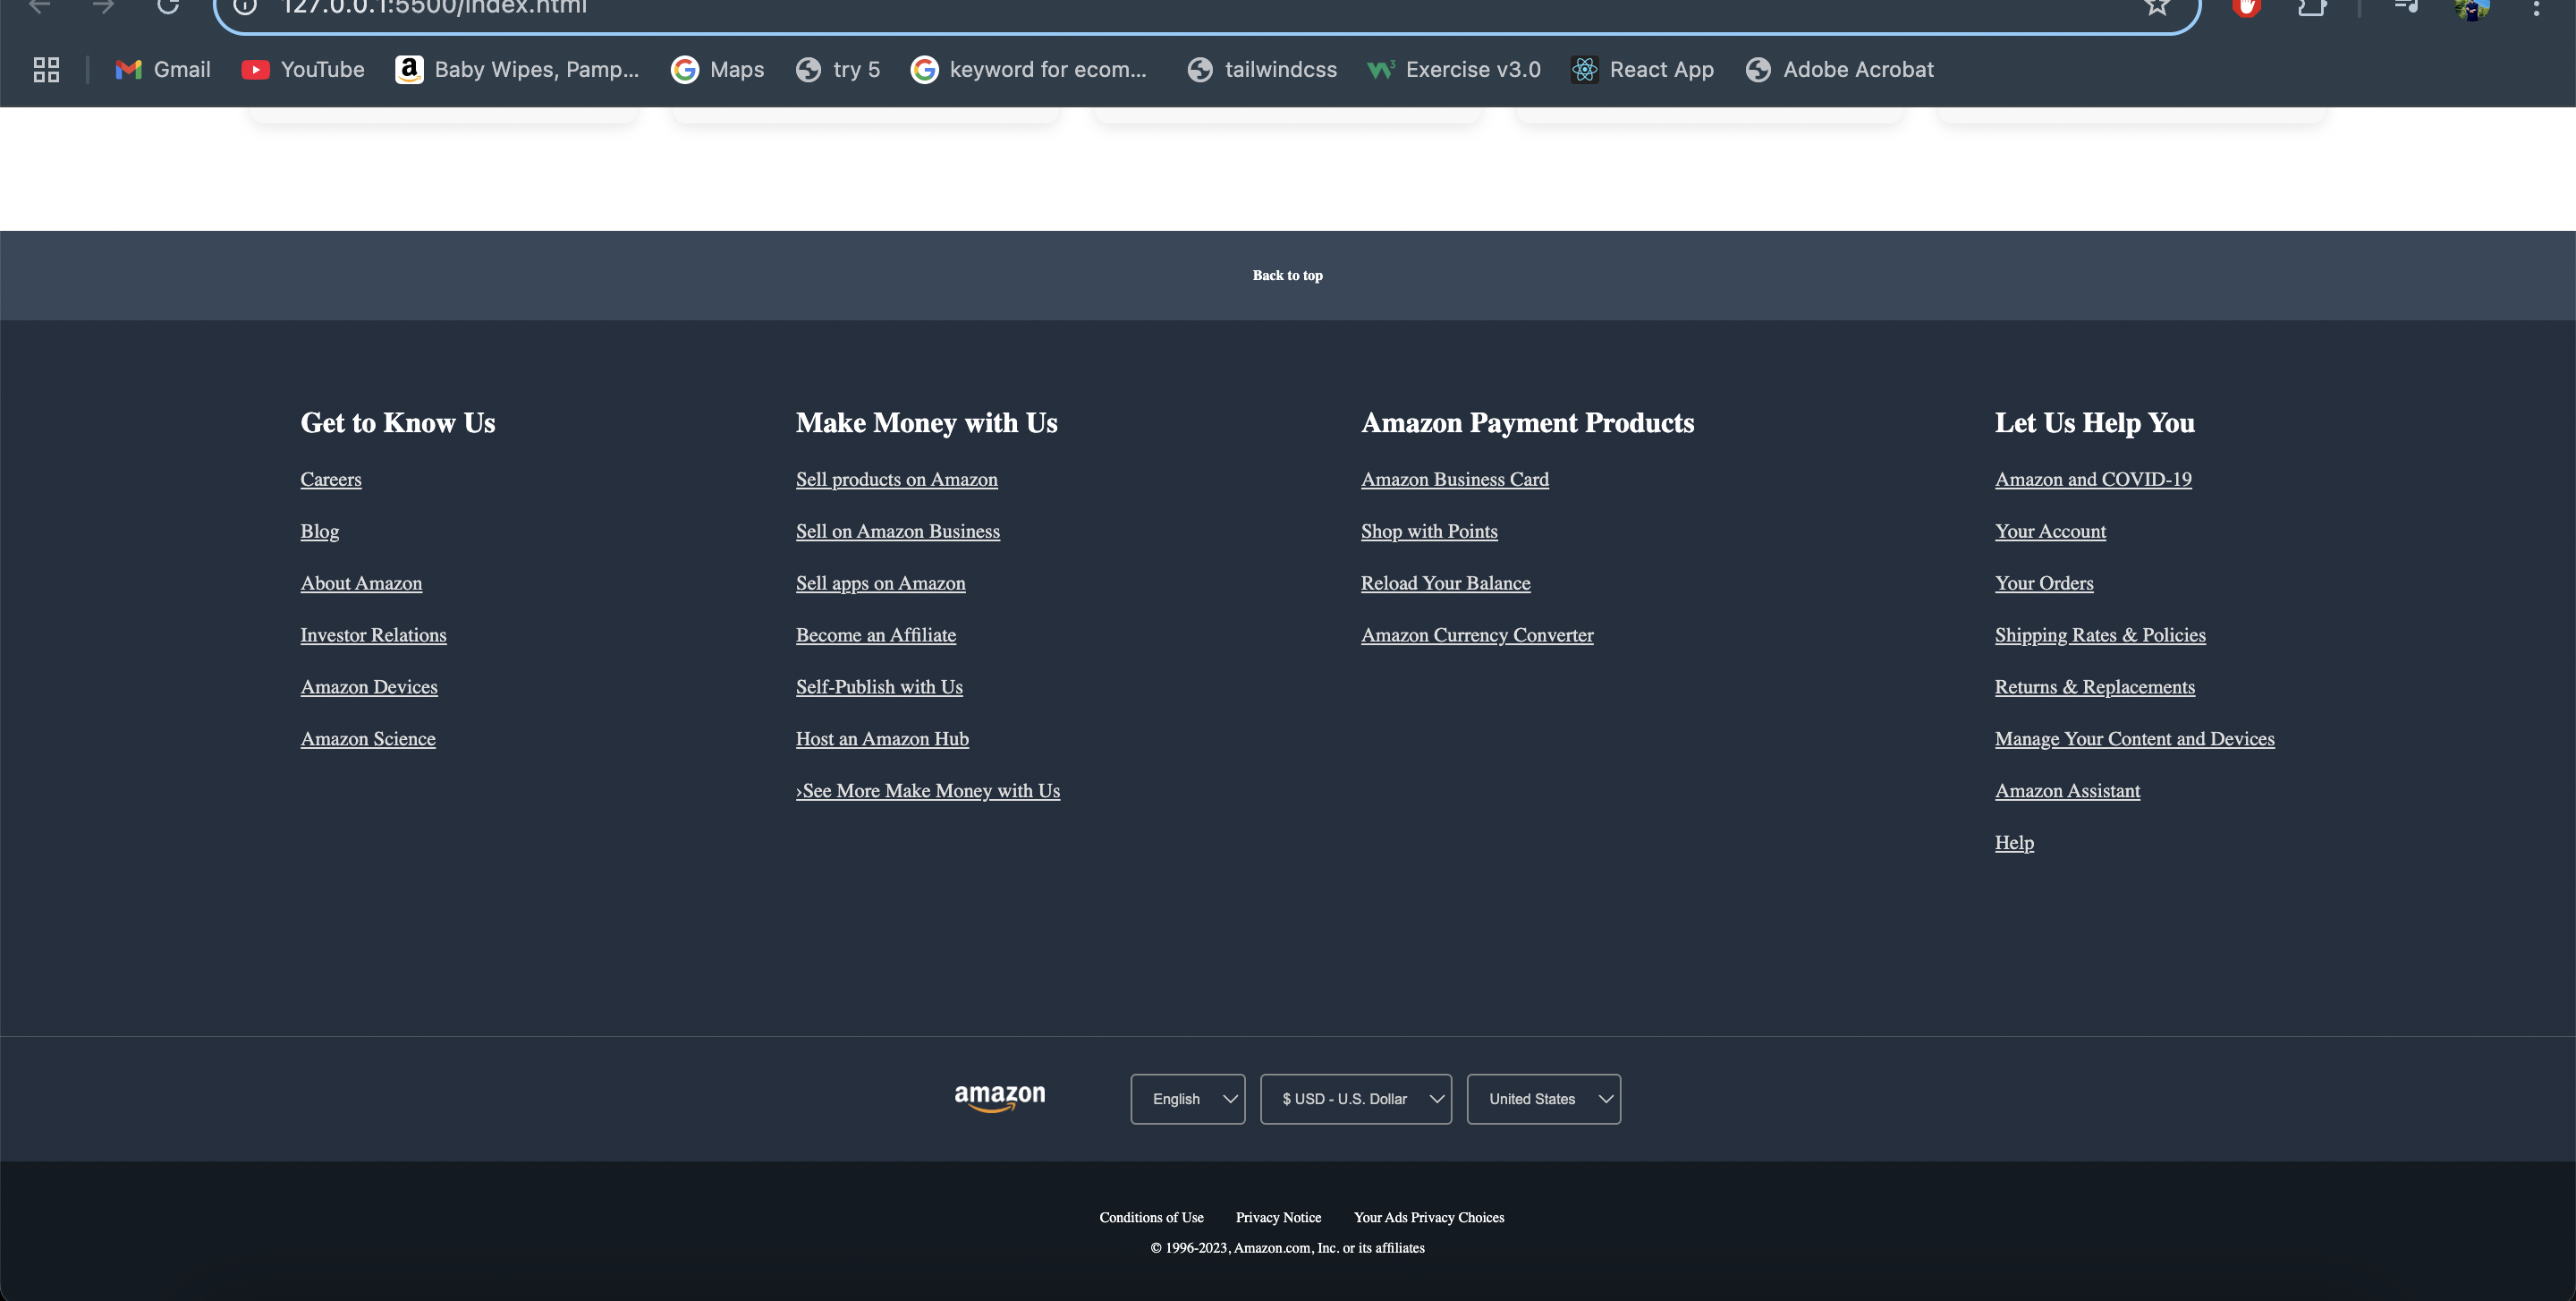 127.0.0.1:5500/index.html
Gmail YouTube Baby Wipes, Pamp... Maps try 5 keyword for ecom... tailwindcss Exercise v3.0 React App Adobe Acrobat
Back to top
Get to Know Us
Careers
Blog
About Amazon
Investor Relations
Amazon Devices
Amazon Science
Make Money with Us
Sell products on Amazon
Sell on Amazon Business
Sell apps on Amazon
Become an Affiliate
Self-Publish with Us
Host an Amazon Hub
›See More Make Money with Us
Amazon Payment Products
Amazon Business Card
Shop with Points
Reload Your Balance
Amazon Currency Converter
Let Us Help You
Amazon and COVID-19
Your Account
Your Orders
Shipping Rates & Policies
Returns & Replacements
Manage Your Content and Devices
Amazon Assistant
Help
amazon English $ USD - U.S. Dollar United States
Conditions of Use Privacy Notice Your Ads Privacy Choices
© 1996-2023, Amazon.com, Inc. or its affiliates